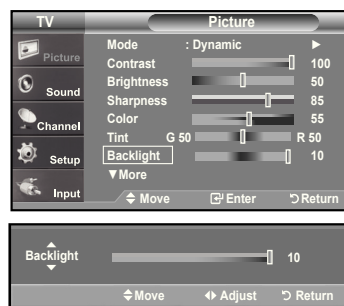 TV Picture
Picture
Sound
Channel
Setup
Input
Mode : Dynamic ►
Contrast 100
Brightness 50
Sharpness 85
Color 55
Tint G 50 R 50
Backlight 10
▼More
Move Enter Return
Backlight 10
Move Adjust Return